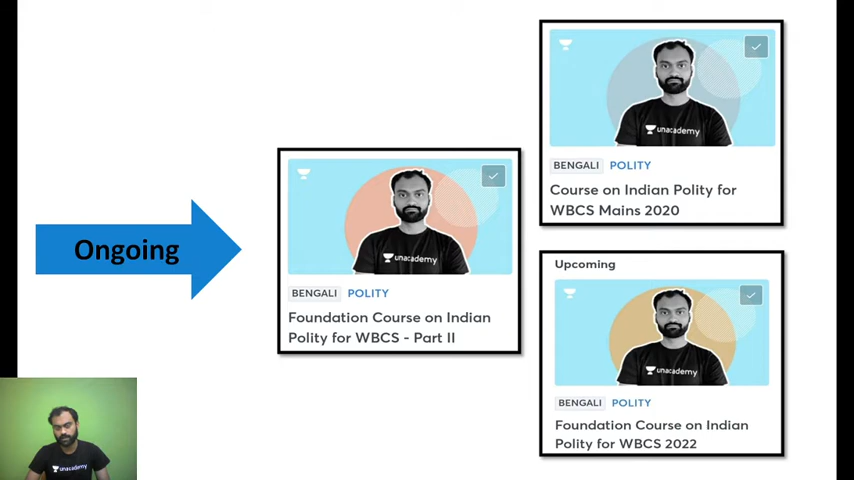 Ongoing
unacademy
BENGALI POLITY
Foundation Course on Indian
Polity for WBCS - Part II
unacademy
BENGALI POLITY
Course on Indian Polity for
WBCS Mains 2020
Upcoming
unacademy
BENGALI POLITY
Foundation Course on Indian
Polity for WBCS 2022
unacademy